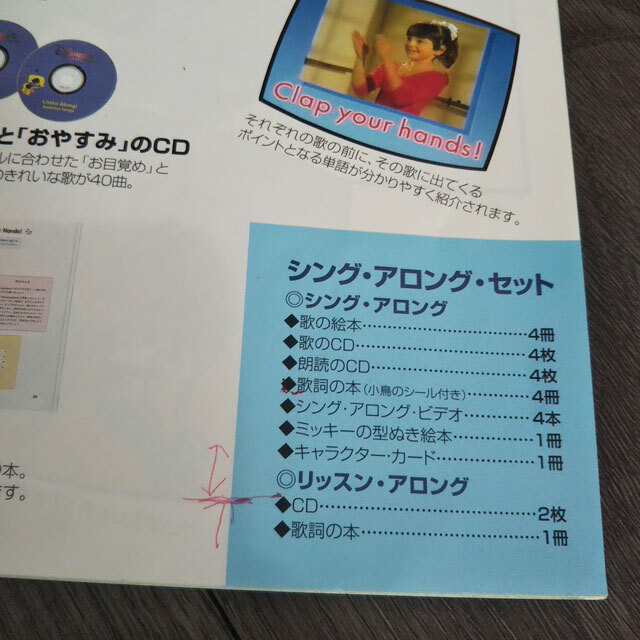 Listen Along!
Clap your hands!
と「おやすみ」のCD
ルに合わせた「お目覚め」と
のきれいな歌が40曲。
それぞれの歌の前に、その歌に出てくる
ポイントとなる単語が分かりやすく紹介されます。
シング・アロング・セット
◎シング・アロング
◆歌の絵本……………………4冊
◆歌のCD……………………4枚
◆朗読のCD……………………4枚
◆歌詞の本(小鳥のシール付き)……4冊
◆シング・アロング・ビデオ…………4本
◆ミッキーの型ぬき絵本…………1冊
◆キャラクター・カード……………1冊
◎リッスン・アロング
◆CD……………………………2枚
◆歌詞の本……………………1冊
本。
す。